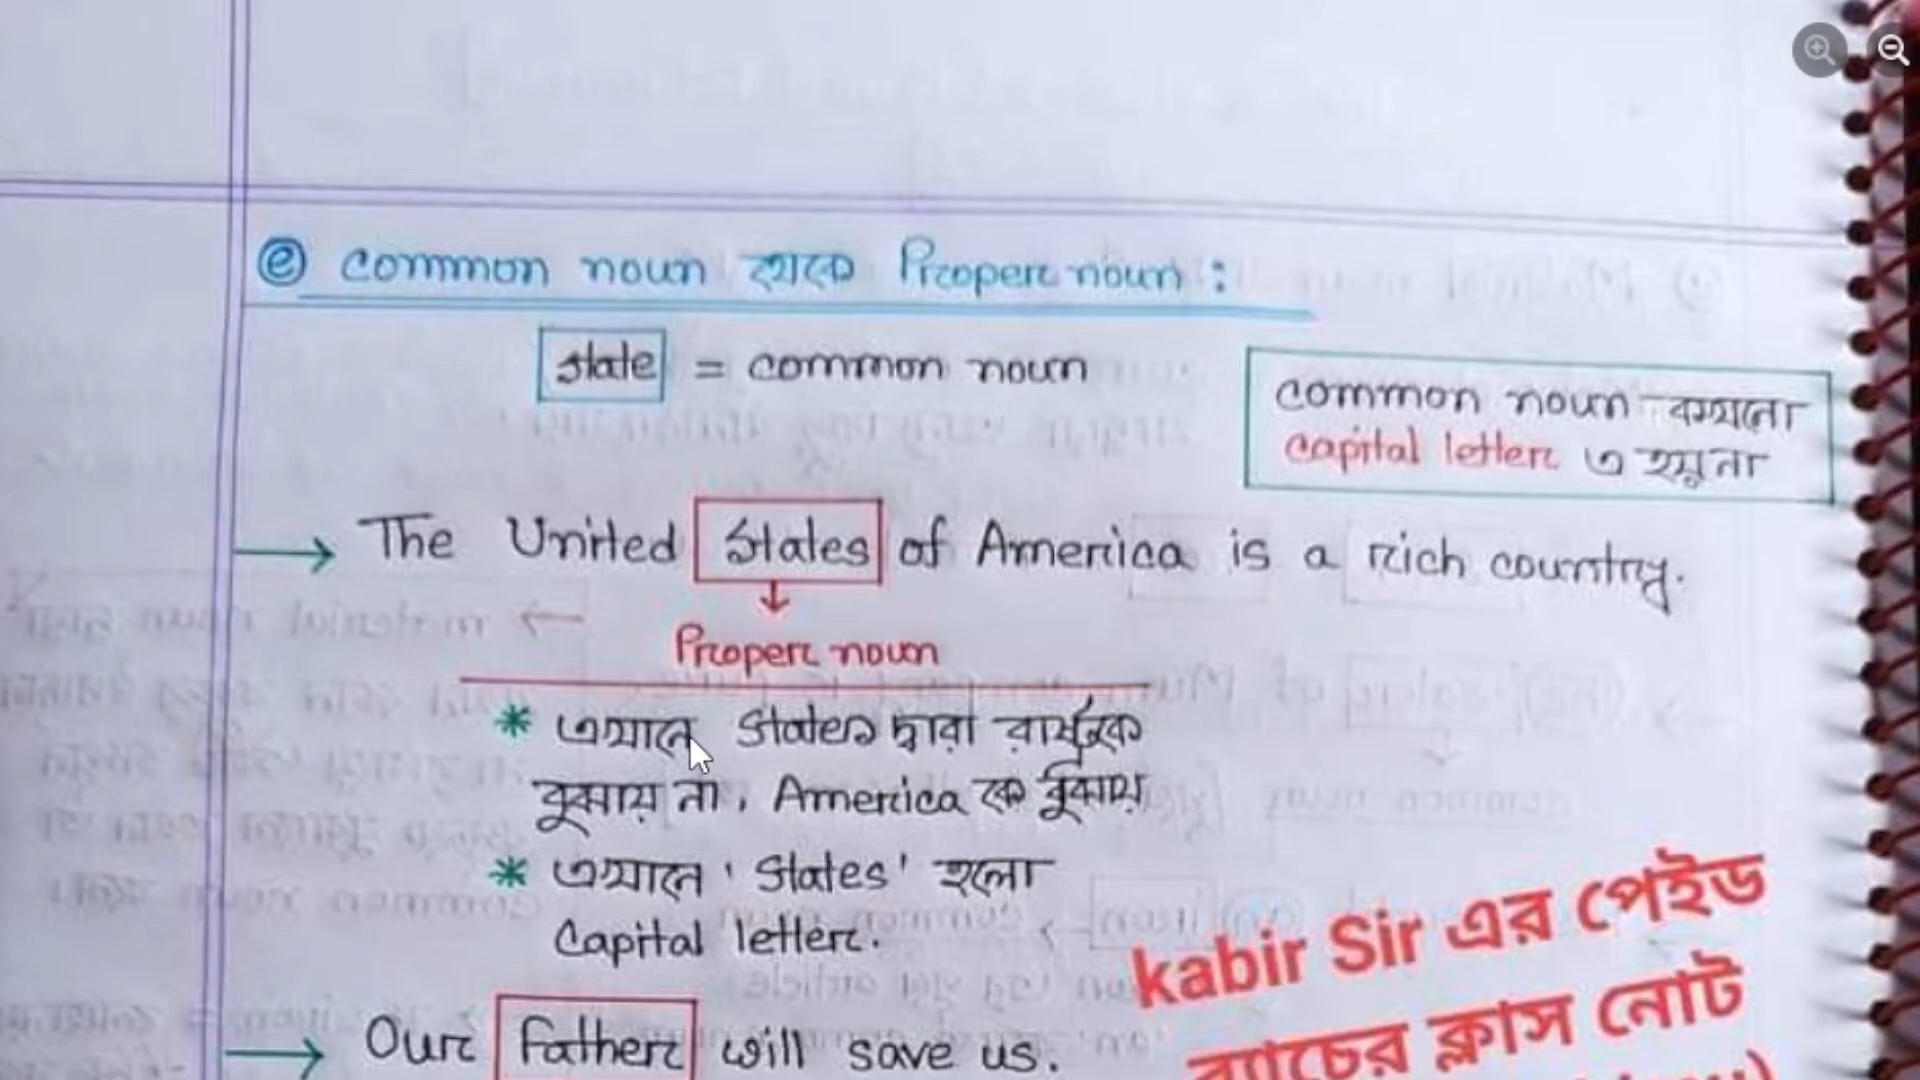 ⓔ common noun থেকে Proper noun :
state = common noun
common noun কখনো
capital letter এ হয় না
→ The United States of America is a rich country.
Proper noun
* এখানে States দ্বারা রাষ্ট্রকে
বুঝায় না, America কে বুঝায়
* এখানে 'States' হলো
Capital letter.
→ Our Father will save us.
kabir Sir এর পেইড
ব্যাচের ক্লাস নোট